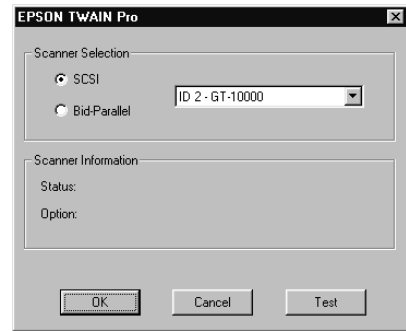 EPSON TWAIN Pro
Scanner Selection
SCSI
ID 2 - GT-10000
Bid-Parallel
Scanner Information
Status:
Option:
OK Cancel Test